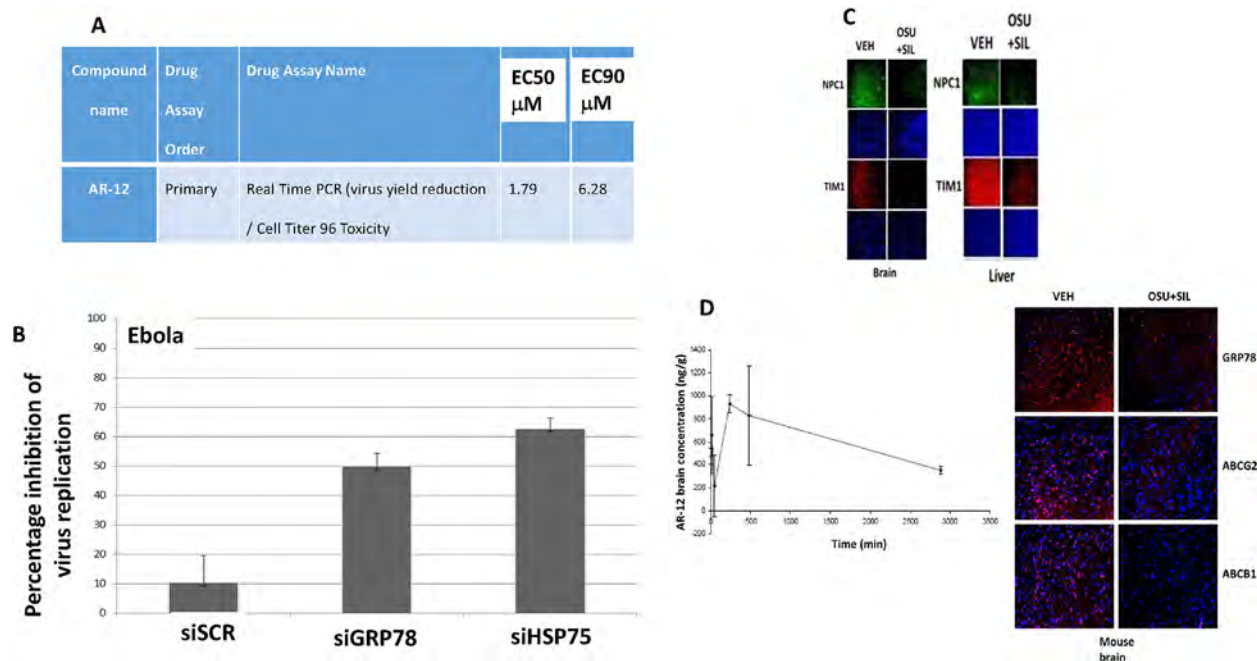 A
Compound name
Drug Assay Order
Drug Assay Name
EC50 μM
EC90 μM
AR-12
Primary
Real Time PCR (virus yield reduction
/ Cell Titer 96 Toxicity
1.79
6.28
B
Ebola
Percentage inhibition of
virus replication
100
90
80
70
60
50
40
30
20
10
0
siSCR
siGRP78
siHSP75
C
VEH
OSU
+SIL
NPC1
TIM1
Brain
VEH
OSU
+SIL
NPC1
TIM1
Liver
D
AR-12 brain concentration (ng/g)
1400
1200
1000
800
600
400
200
0
-200
0
500
1000
1500
2000
2500
3000
3500
Time (min)
VEH
OSU+SIL
GRP78
ABCG2
ABCB1
Mouse
brain